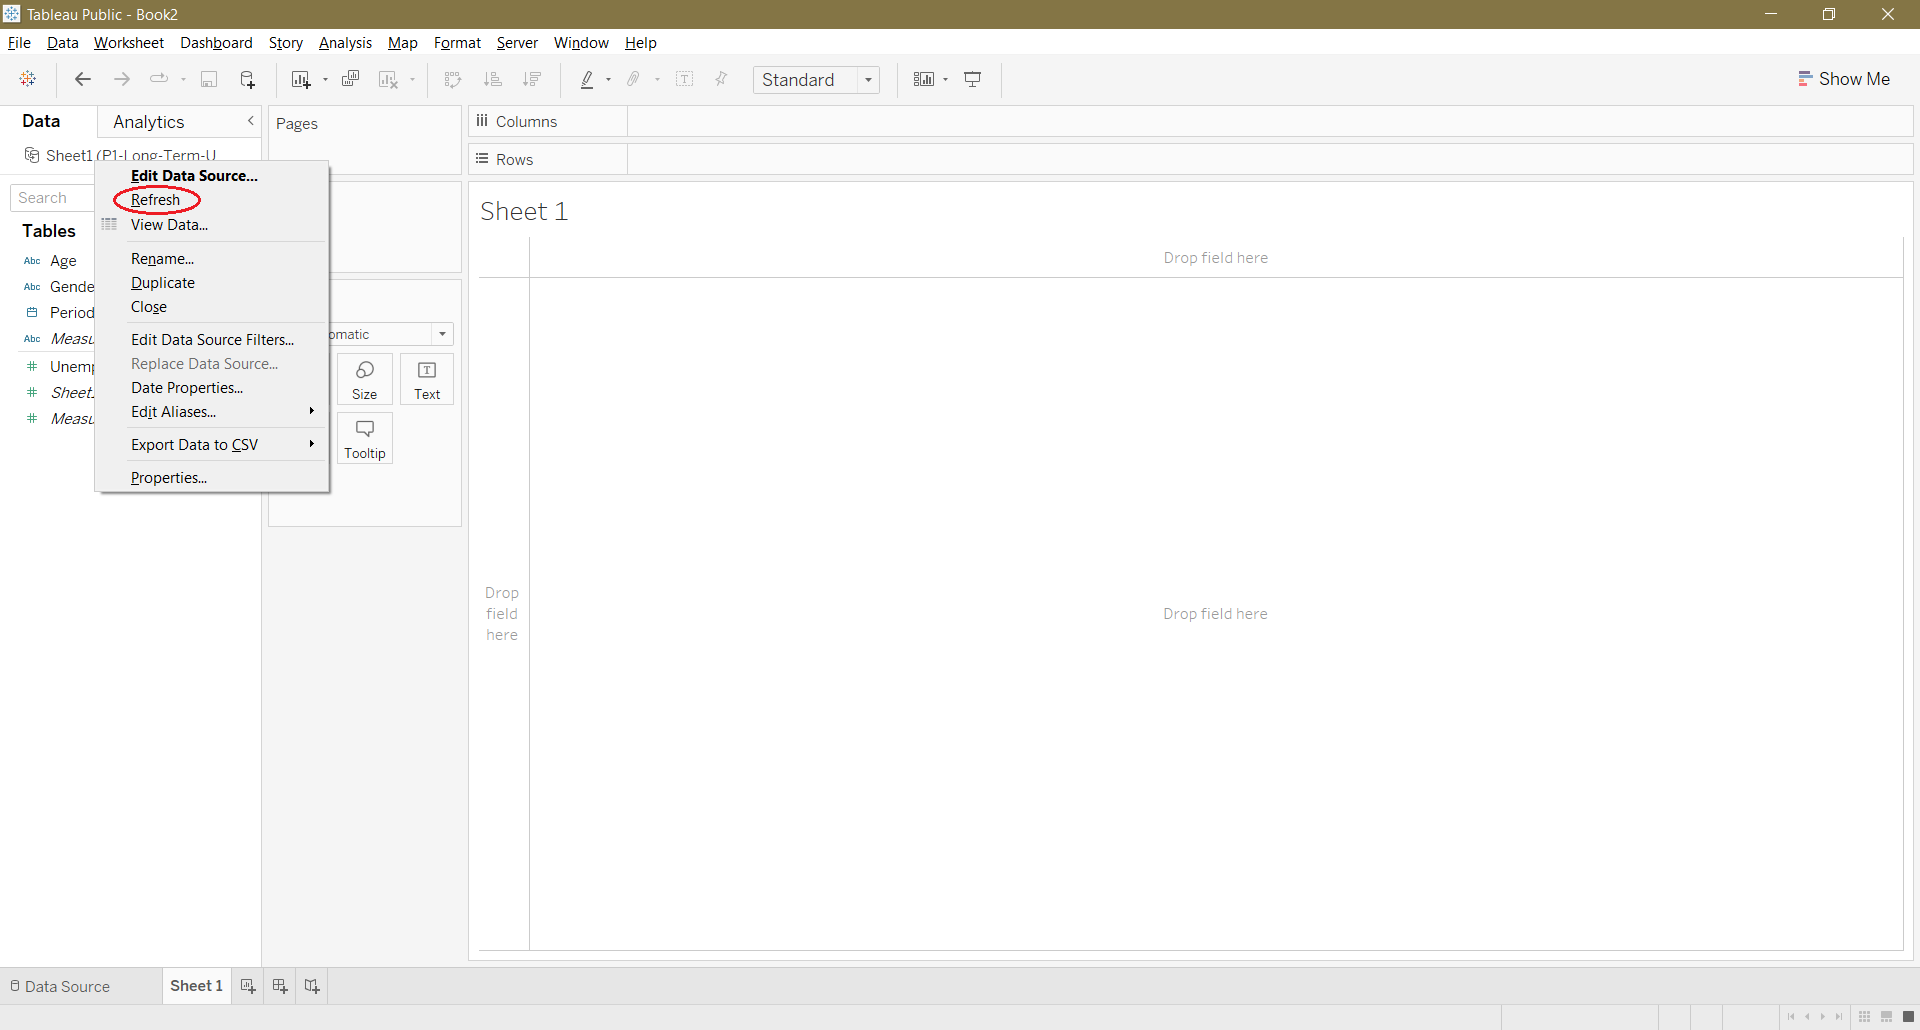 Tableau Public - Book2
File Data Worksheet Dashboard Story Analysis Map Format Server Window Help
Standard
Show Me
Data
Analytics
Pages
Columns
Sheet1 (P1-Long-Term-U
Rows
Edit Data Source...
Refresh
View Data...
Rename...
Duplicate
Close
Edit Data Source Filters...
Replace Data Source...
Date Properties...
Edit Aliases...
Export Data to CSV
Properties...
Search
Tables
Abc Age
Abc Gende
Period
Abc Measu
# Unemp
# Sheet
# Measu
omatic
Size
T
Text
Tooltip
Sheet 1
Drop field here
Drop
field
here
Drop field here
Data Source
Sheet 1